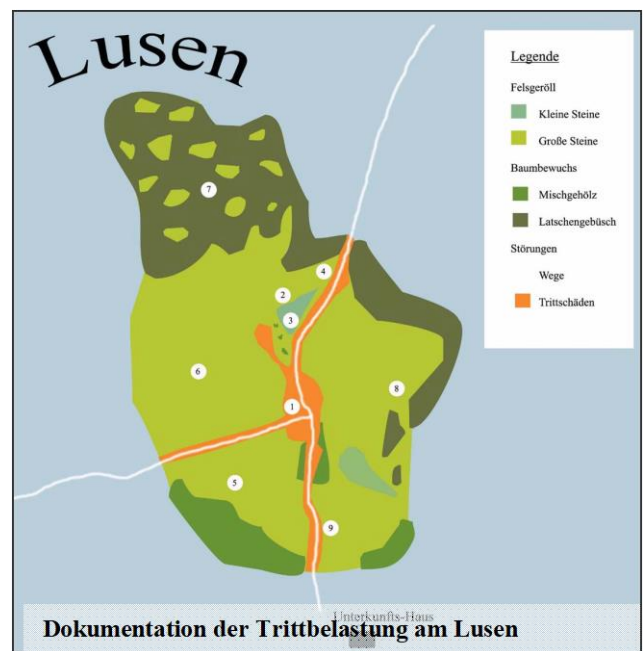 Lusen
Legende
Felsgeröll
Kleine Steine
Große Steine
Baumbewuchs
Mischgehölz
Latschengebüsch
Störungen
Wege
Trittschäden
7
4
2
3
6
8
1
5
9
Unterkunfts-Haus
Dokumentation der Trittbelastung am Lusen